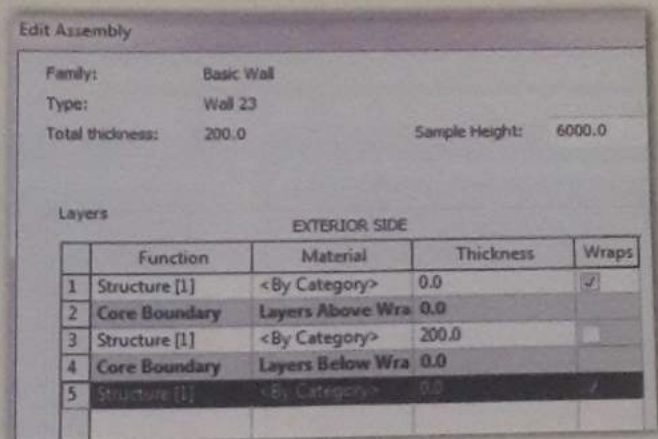 Edit Assembly
Family: Basic Wall
Type: Wall 23
Total thickness: 200.0 Sample Height: 6000.0
Layers
EXTERIOR SIDE
Function Material Thickness Wraps
1 Structure [1] <By Category> 0.0
2 Core Boundary Layers Above Wra 0.0
3 Structure [1] <By Category> 200.0
4 Core Boundary Layers Below Wra 0.0
5 Structure [1] <By Category> 0.0